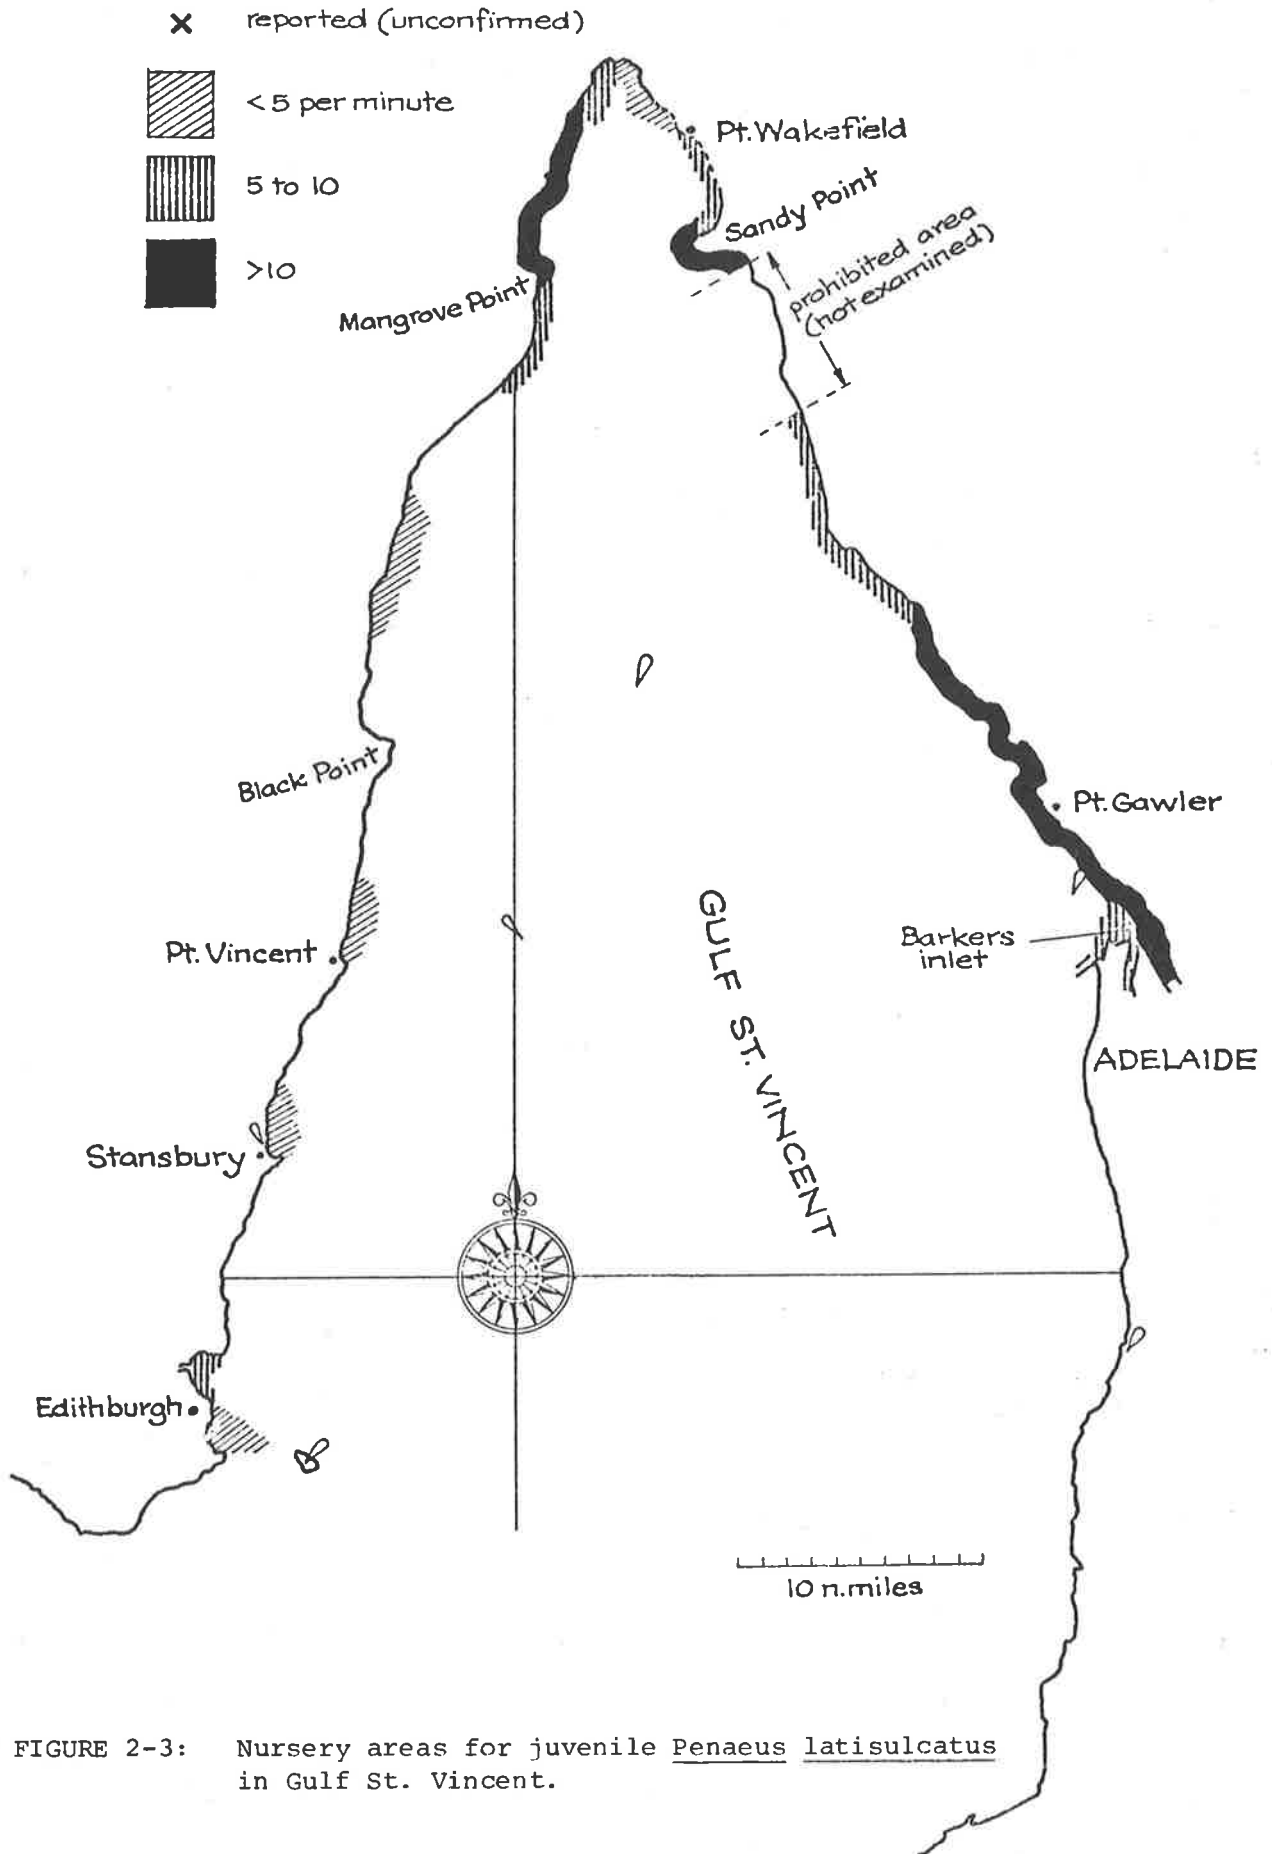 x reported (unconfirmed)
<5 per minute
5 to 10
>10
Pt. Wakefield
Sandy Point
prohibited area
(not examined)
Mangrove Point
Black Point
Pt. Gawler
Pt. Vincent
Barkers
inlet
GULF ST. VINCENT
ADELAIDE
Stansbury
Edithburgh
10 n.miles
FIGURE 2-3: Nursery areas for juvenile Penaeus latisulcatus
in Gulf St. Vincent.